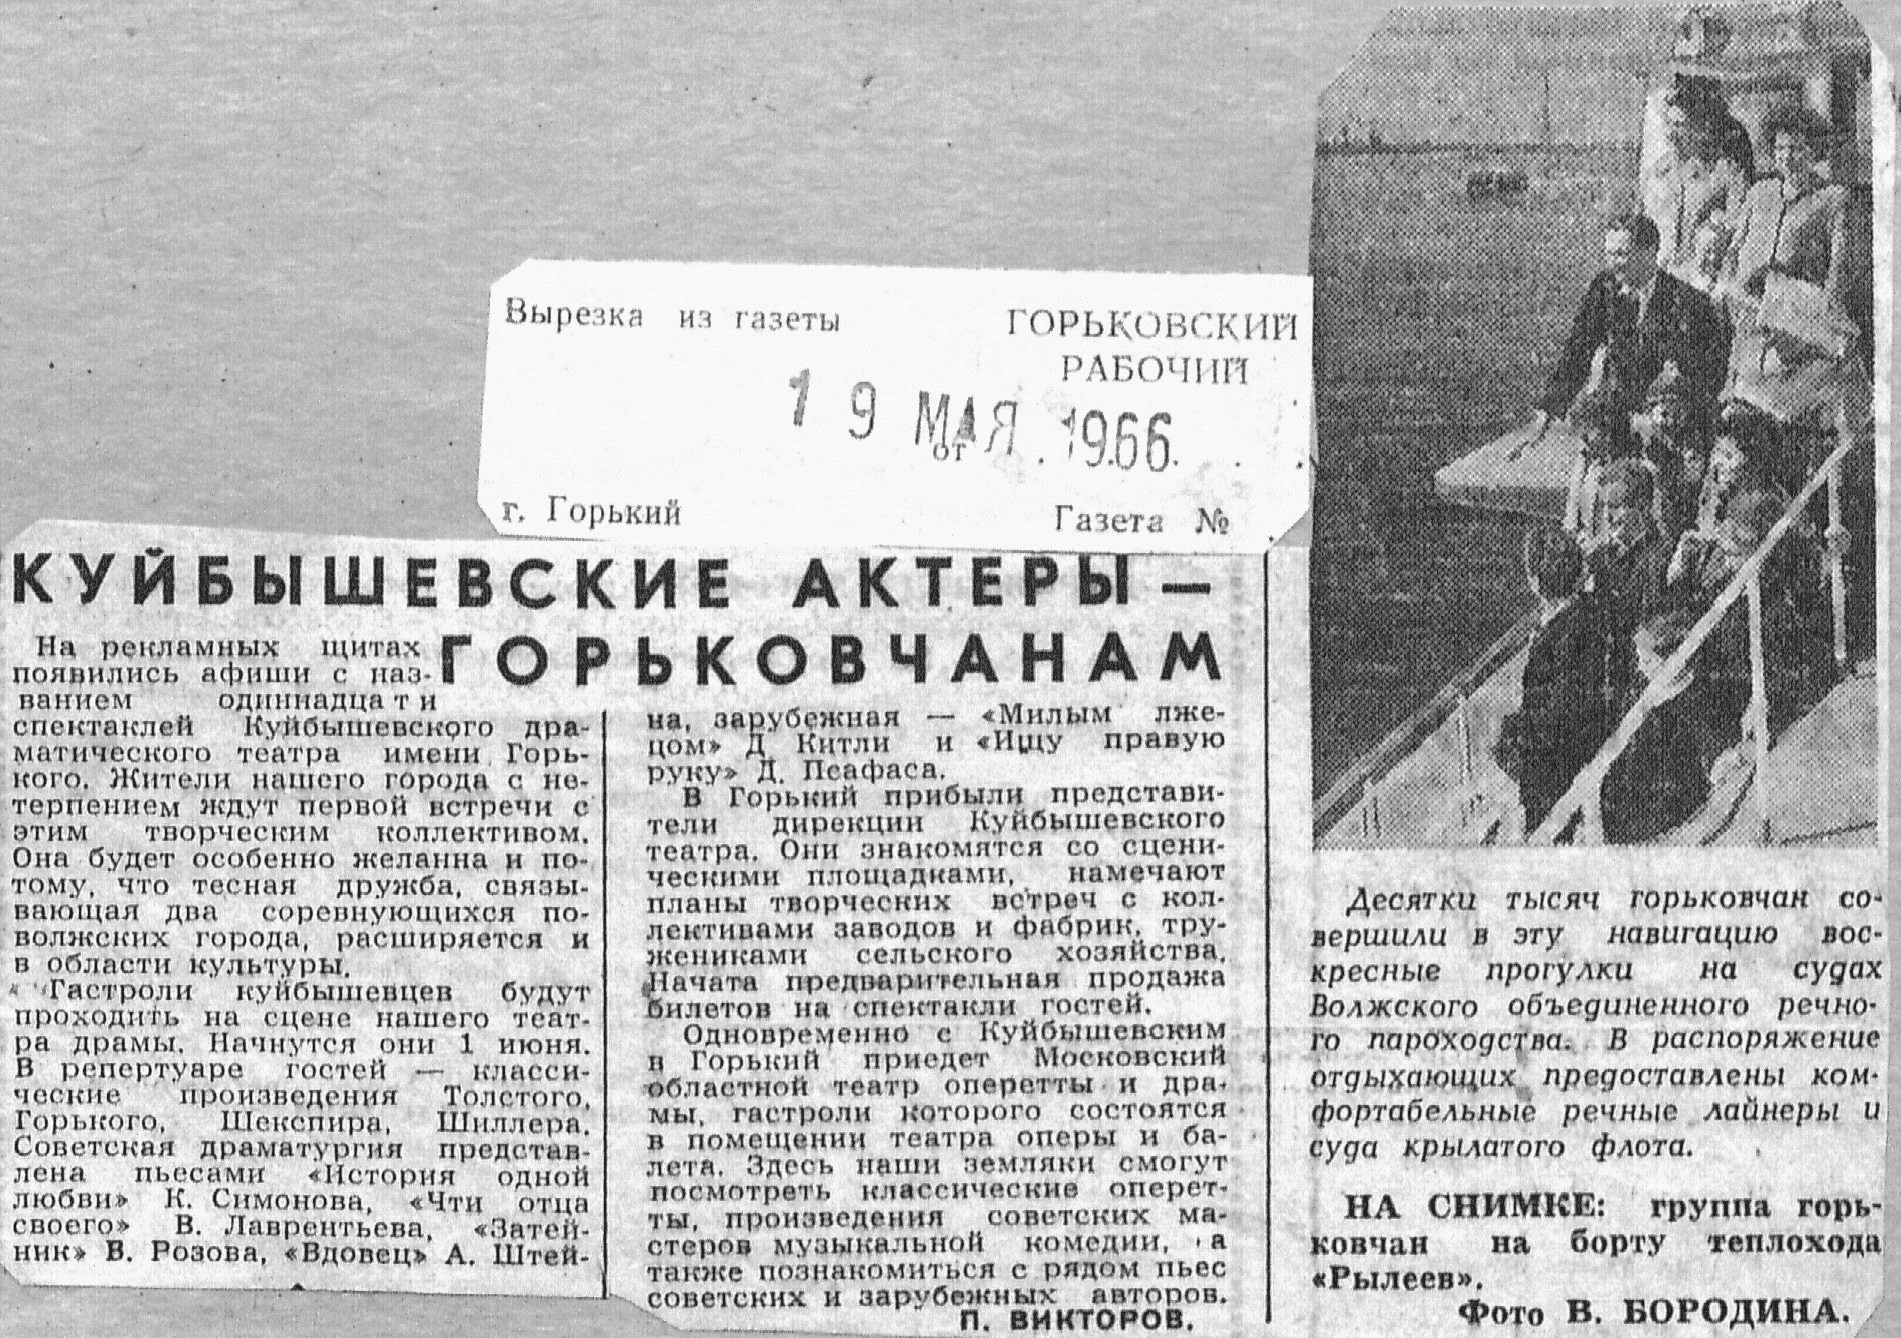 Вырезка из газеты
ГОРЬКОВСКИЙ
РАБОЧИЙ
19 МАЯ 1966
от
г. Горький
Газета №
КУЙБЫШЕВСКИЕ АКТЕРЫ —
ГОРЬКОВЧАНАМ
На рекламных щитах
появились афиши с наз-
ванием одиннадцати
спектаклей Куйбышевского дра-
матического театра имени Горь-
кого. Жители нашего города с не-
терпением ждут первой встречи с
этим творческим коллективом.
Она будет особенно желанна и по-
тому, что тесная дружба, связы-
вающая два соревнующихся по-
волжских города, расширяется и
в области культуры.
Гастроли куйбышевцев будут
проходить на сцене нашего теат-
ра драмы. Начнутся они 1 июня.
В репертуаре гостей — класси-
ческие произведения Толстого,
Горького, Шекспира, Шиллера.
Советская драматургия представ-
лена пьесами «История одной
любви» К. Симонова, «Чти отца
своего» В. Лаврентьева, «Затей-
ник» В. Розова, «Вдовец» А. Штей-
на, зарубежная — «Милым лже-
цом» Д. Китли и «Ищу правую
руку» Д. Псафаса.
В Горький прибыли представи-
тели дирекции Куйбышевского
театра. Они знакомятся со сцени-
ческими площадками, намечают
планы творческих встреч с кол-
лективами заводов и фабрик, тру-
жениками сельского хозяйства.
Начата предварительная продажа
билетов на спектакли гостей.
Одновременно с Куйбышевским
в Горький приедет Московский
областной театр оперетты и дра-
мы, гастроли которого состоятся
в помещении театра оперы и ба-
лета. Здесь наши земляки смогут
посмотреть классические оперет-
ты, произведения советских ма-
стеров музыкальной комедии, а
также познакомиться с рядом пьес
советских и зарубежных авторов.
П. ВИКТОРОВ.
Десятки тысяч горьковчан со-
вершили в эту навигацию вос-
кресные прогулки на судах
Волжского объединенного речно-
го пароходства. В распоряжение
отдыхающих предоставлены ком-
фортабельные речные лайнеры и
суда крылатого флота.
НА СНИМКЕ: группа горь-
ковчан на борту теплохода
«Рылеев».
Фото В. БОРОДИНА.